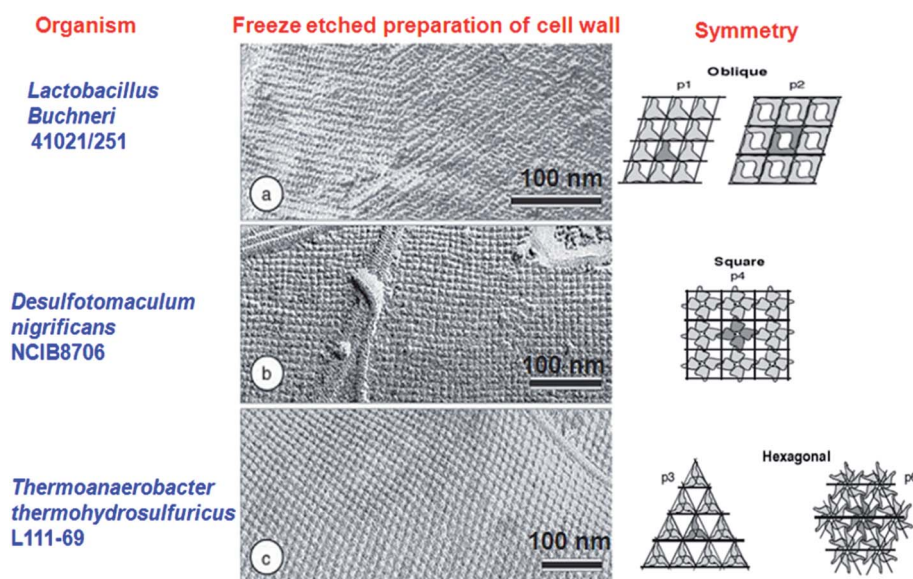 Organism
Freeze etched preparation of cell wall
Symmetry
Lactobacillus
Buchneri
41021/251
a
100 nm
Oblique
p1
p2
Desulfotomaculum
nigrificans
NCIB8706
b
100 nm
Square
p4
Thermoanaerobacter
thermohydrosulfuricus
L111-69
c
100 nm
Hexagonal
p3